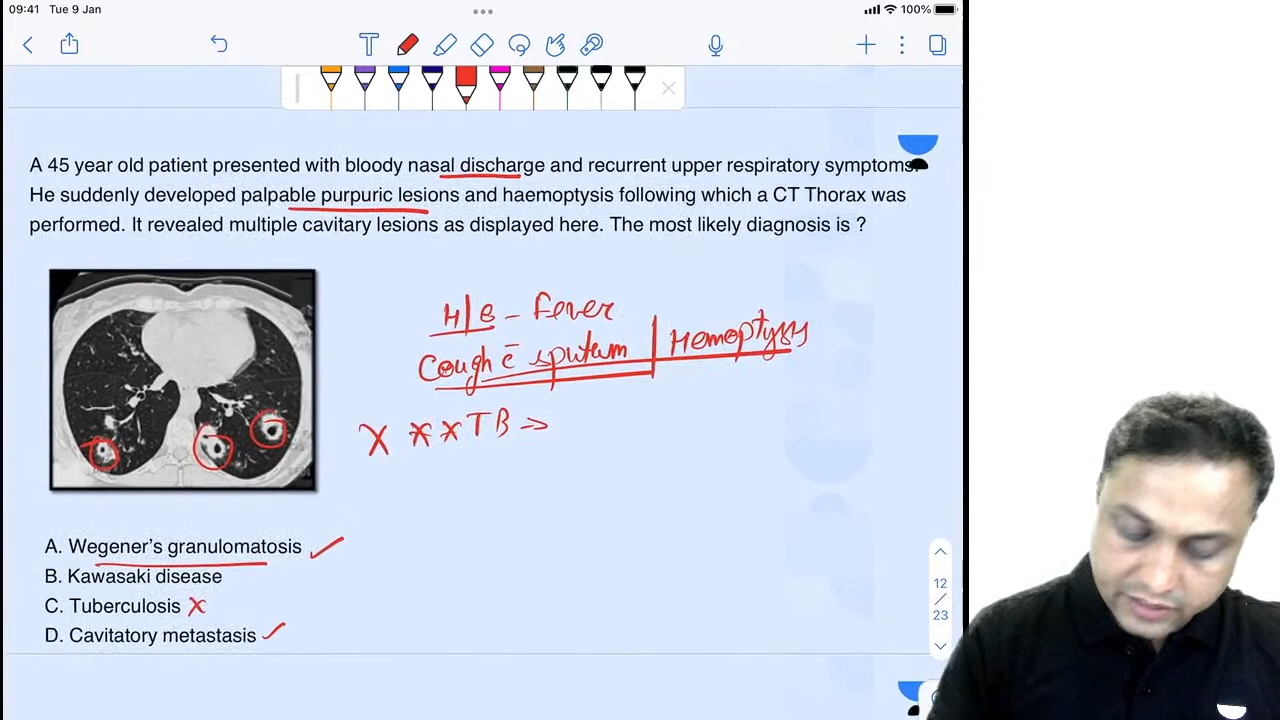 09:41 Tue 9 Jan
100%
T
A 45 year old patient presented with bloody nasal discharge and recurrent upper respiratory symptoms.
He suddenly developed palpable purpuric lesions and haemoptysis following which a CT Thorax was
performed. It revealed multiple cavitary lesions as displayed here. The most likely diagnosis is ?
H/O - Fever
Cough c̄ sputum | Hemoptysis
X * * TB →
A. Wegener’s granulomatosis ✓
B. Kawasaki disease
C. Tuberculosis X
D. Cavitatory metastasis ✓
12
/
23